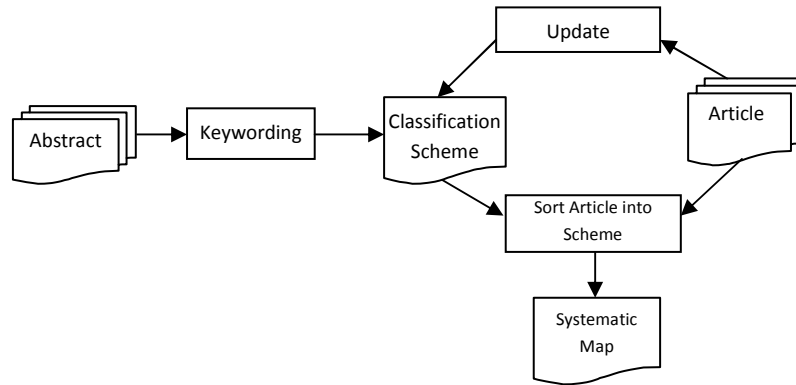 Update
Abstract
Keywording
Classification
Scheme
Article
Sort Article into
Scheme
Systematic
Map